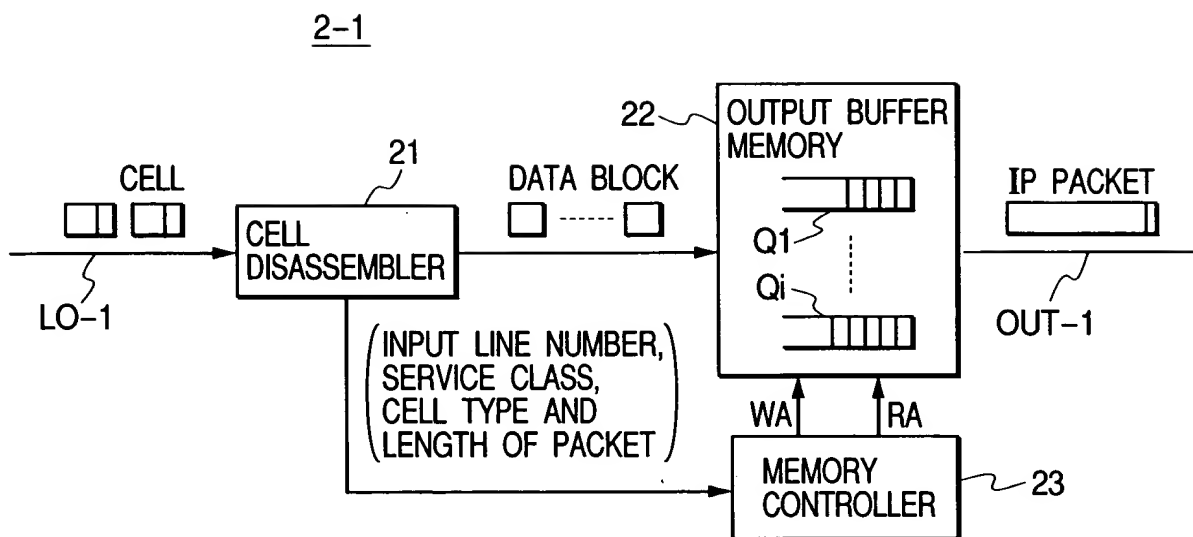 2-1
22
OUTPUT BUFFER
MEMORY
21
CELL
DATA BLOCK
IP PACKET
CELL
DISASSEMBLER
Q1
Qi
LO-1
OUT-1
INPUT LINE NUMBER,
SERVICE CLASS,
CELL TYPE AND
LENGTH OF PACKET
WA
RA
MEMORY
CONTROLLER
23